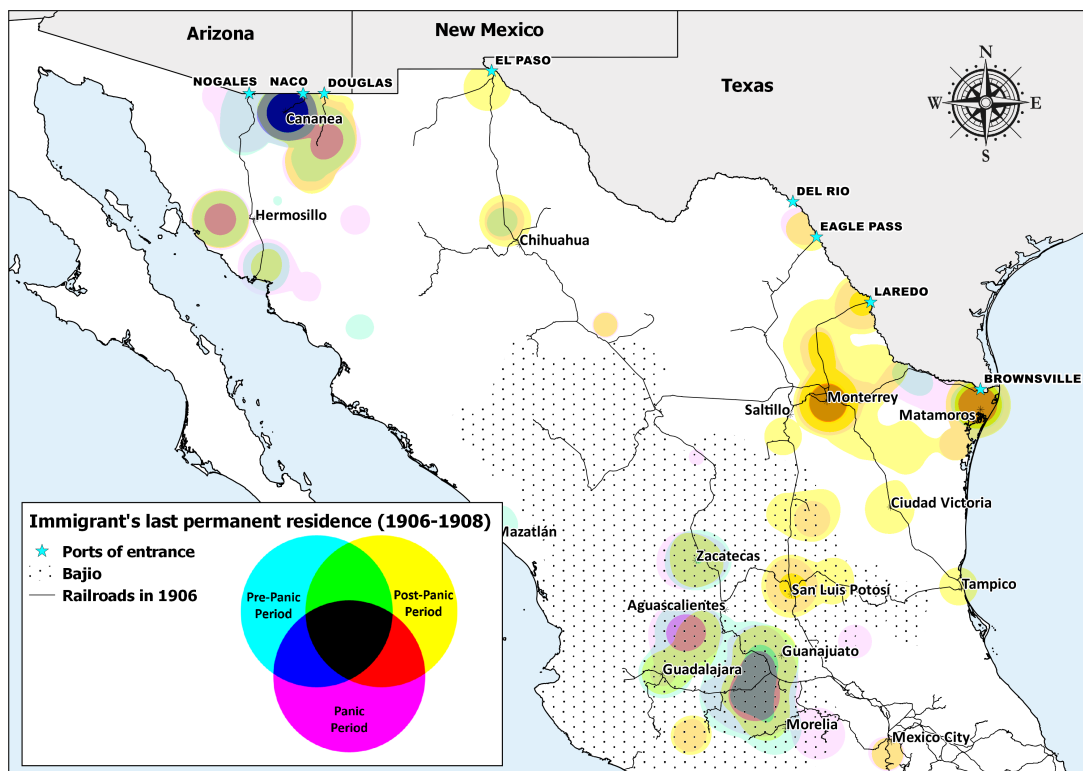 Arizona
New Mexico
Texas
N
W
E
S
EL PASO
NOGALES
NACO
DOUGLAS
Cananea
DEL RIO
Hermosillo
EAGLE PASS
Chihuahua
LAREDO
BROWNSVILLE
Monterrey
Saltillo
Matamoros
Ciudad Victoria
Mazatlán
Zacatecas
Tampico
San Luis Potosí
Aguascalientes
Guanajuato
Guadalajara
Morelia
Mexico City
Immigrant's last permanent residence (1906-1908)
Ports of entrance
Bajio
Railroads in 1906
Pre-Panic
Period
Post-Panic
Period
Panic
Period